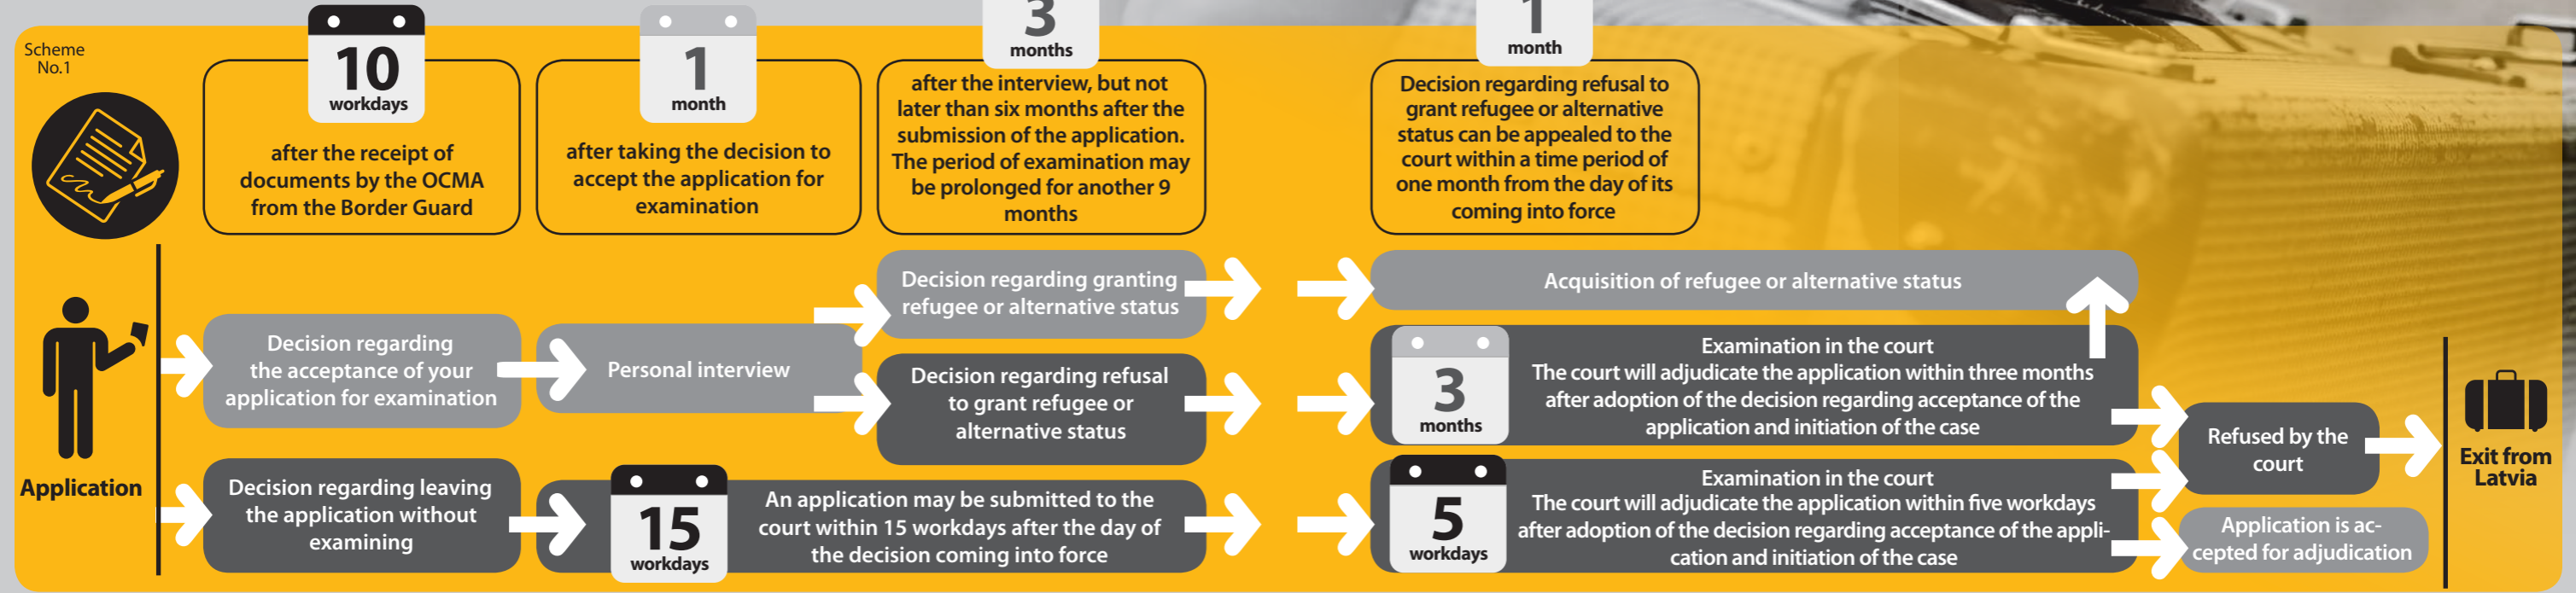 Scheme
No.1
10
workdays
after the receipt of
documents by the OCMA
from the Border Guard
1
month
after taking the decision to
accept the application for
examination
3
months
after the interview, but not
later than six months after the
submission of the application.
The period of examination may
be prolonged for another 9
months
1
month
Decision regarding refusal to
grant refugee or alternative
status can be appealed to the
court within a time period of
one month from the day of its
coming into force
Application
Decision regarding
the acceptance of your
application for examination
Personal interview
Decision regarding granting
refugee or alternative status
Acquisition of refugee or alternative status
Decision regarding refusal
to grant refugee or
alternative status
3
months
Examination in the court
The court will adjudicate the application within three months
after adoption of the decision regarding acceptance of the
application and initiation of the case
Decision regarding leaving
the application without
examining
15
workdays
An application may be submitted to the
court within 15 workdays after the day of
the decision coming into force
5
workdays
Examination in the court
The court will adjudicate the application within five workdays
after adoption of the decision regarding acceptance of the appli-
cation and initiation of the case
Refused by the
court
Application is ac-
cepted for adjudication
Exit from
Latvia